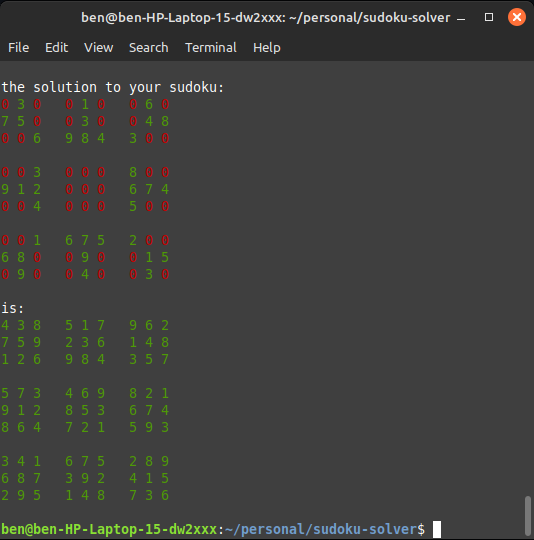 ben@ben-HP-Laptop-15-dw2xxx: ~/personal/sudoku-solver
File Edit View Search Terminal Help
the solution to your sudoku:
0 3 0 0 1 0 0 6 0
7 5 0 0 3 0 0 4 8
0 0 6 9 8 4 3 0 0
0 0 3 0 0 0 8 0 0
9 1 2 0 0 0 6 7 4
0 0 4 0 0 0 5 0 0
0 0 1 6 7 5 2 0 0
6 8 0 0 9 0 0 1 5
0 9 0 0 4 0 0 3 0
is:
4 3 8 5 1 7 9 6 2
7 5 9 2 3 6 1 4 8
1 2 6 9 8 4 3 5 7
5 7 3 4 6 9 8 2 1
9 1 2 8 5 3 6 7 4
8 6 4 7 2 1 5 9 3
3 4 1 6 7 5 2 8 9
6 8 7 3 9 2 4 1 5
2 9 5 1 4 8 7 3 6
ben@ben-HP-Laptop-15-dw2xxx:~/personal/sudoku-solver$